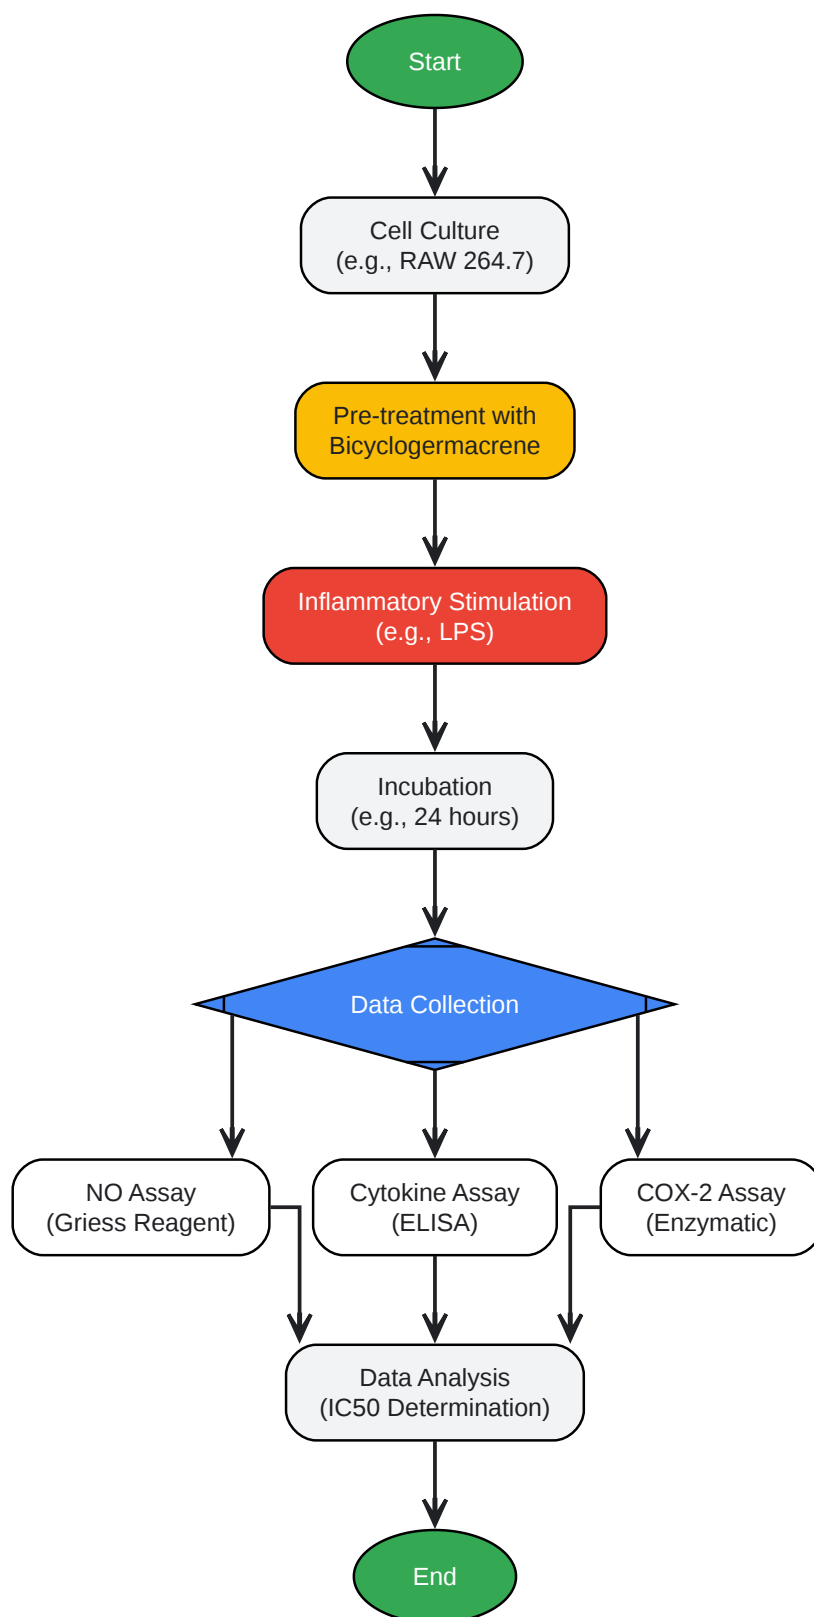 Start
Cell Culture
(e.g., RAW 264.7)
Pre-treatment with
Bicyclogermacrene
Inflammatory Stimulation
(e.g., LPS)
Incubation
(e.g., 24 hours)
Data Collection
NO Assay
(Griess Reagent)
Cytokine Assay
(ELISA)
COX-2 Assay
(Enzymatic)
Data Analysis
(IC50 Determination)
End